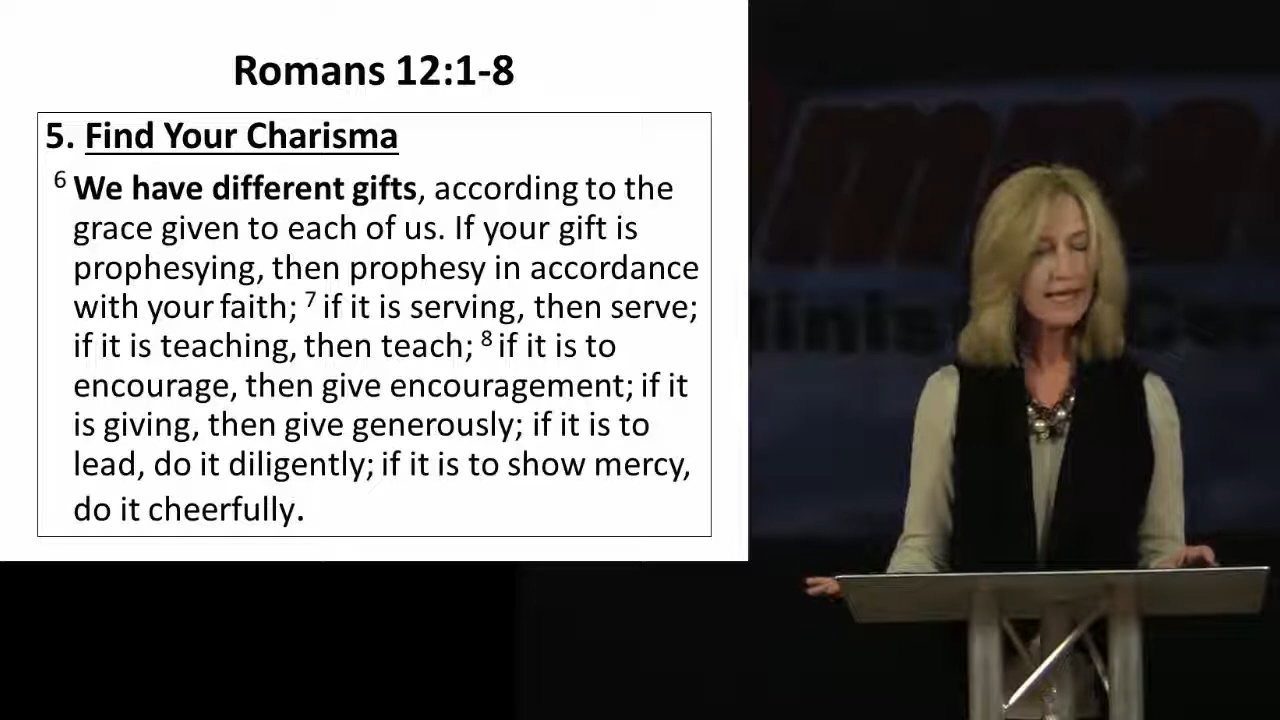 Romans 12:1-8
5. Find Your Charisma
6 We have different gifts, according to the
grace given to each of us. If your gift is
prophesying, then prophesy in accordance
with your faith; 7 if it is serving, then serve;
if it is teaching, then teach; 8 if it is to
encourage, then give encouragement; if it
is giving, then give generously; if it is to
lead, do it diligently; if it is to show mercy,
do it cheerfully.